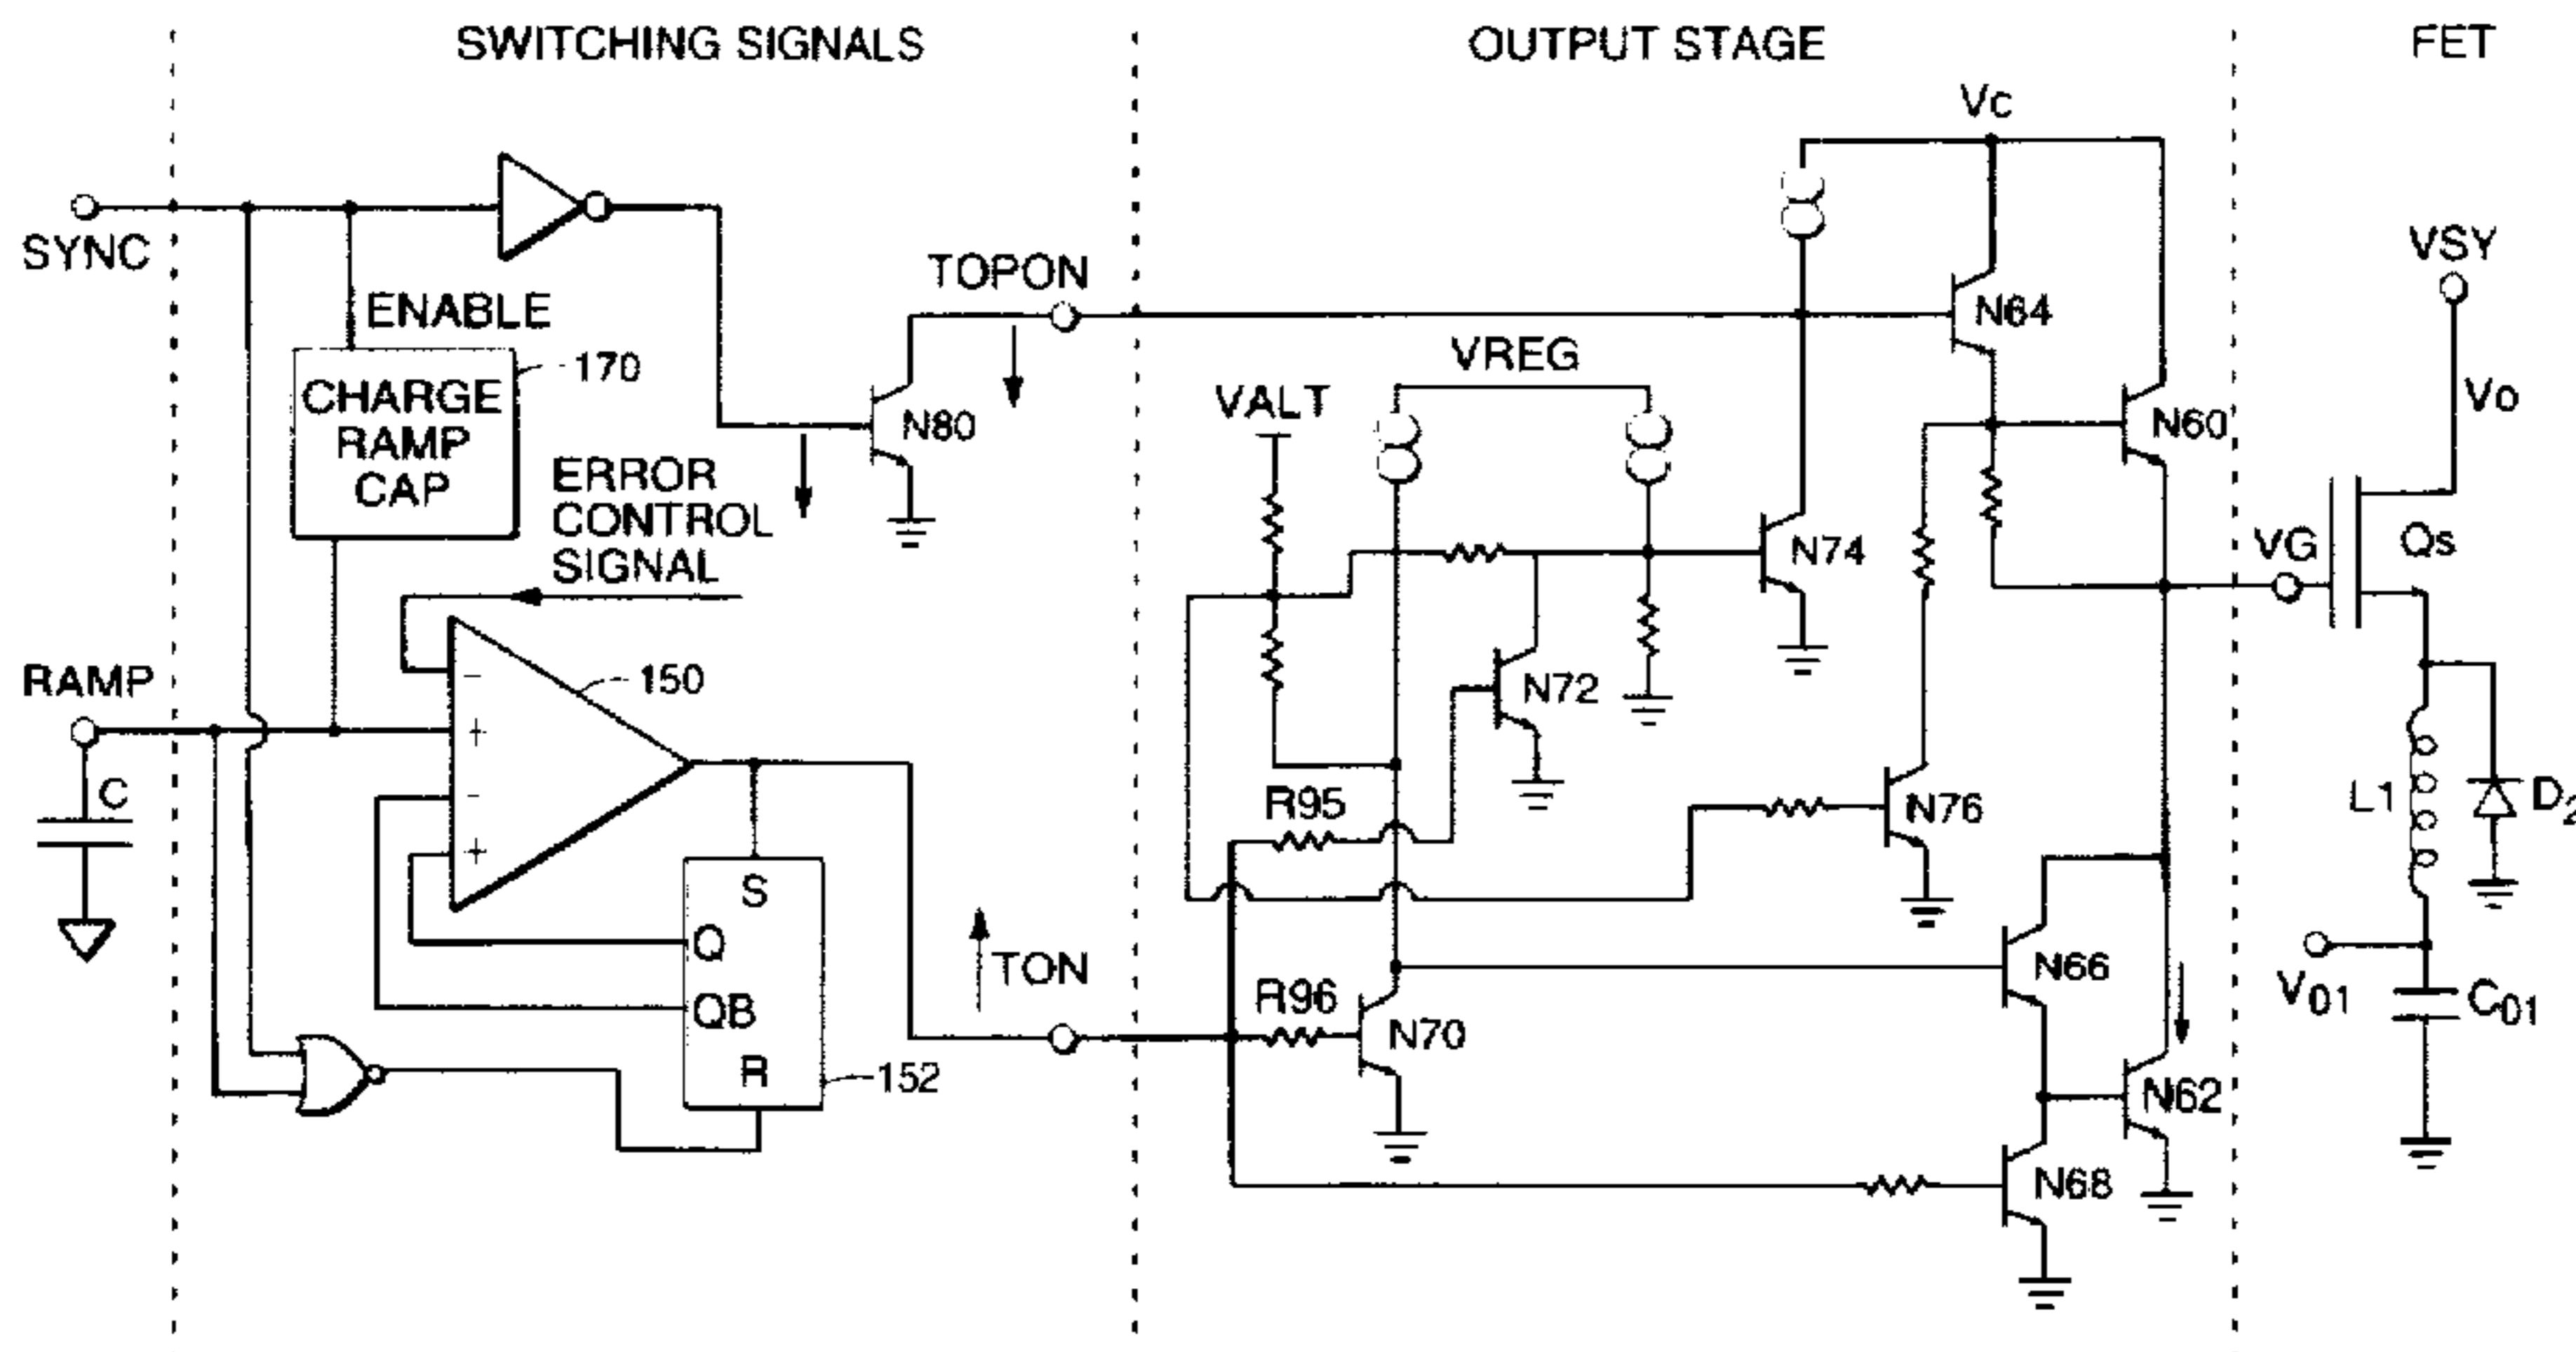 SWITCHING SIGNALS
OUTPUT STAGE
FET
Vc
SYNC
ENABLE
TOPON
N64
VSY
170
CHARGE
RAMP
CAP
VREG
VALT
N80
N60
Vo
ERROR
CONTROL
SIGNAL
N74
VG
Qs
RAMP
-
150
+
N72
C
-
+
R95
N76
L1
D2
S
Q
TON
QB
R
152
R96
N70
N66
V01
C01
N62
N68